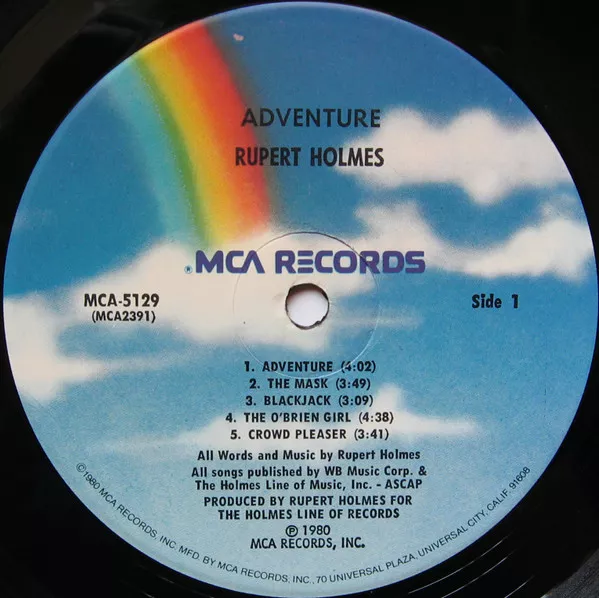 ADVENTURE
RUPERT HOLMES
® MCA RECORDS
MCA-5129
(MCA2391)
Side 1
1. ADVENTURE (4:02)
2. THE MASK (3:49)
3. BLACKJACK (3:09)
4. THE O'BRIEN GIRL (4:38)
5. CROWD PLEASER (3:41)
All Words and Music by Rupert Holmes
All songs published by WB Music Corp. &
The Holmes Line of Music, Inc. - ASCAP
PRODUCED BY RUPERT HOLMES FOR
THE HOLMES LINE OF RECORDS
℗ 1980
MCA RECORDS, INC.
©1980 MCA RECORDS, INC. MFD. BY MCA RECORDS, INC., 70 UNIVERSAL PLAZA, UNIVERSAL CITY, CALIF. 91608